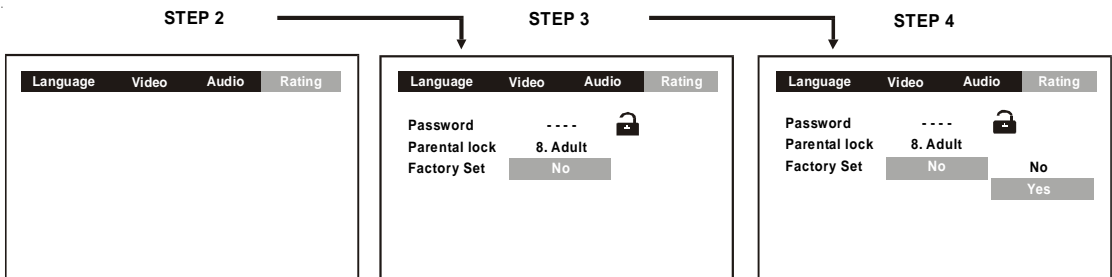 STEP 2
STEP 3
STEP 4
Language Video Audio Rating
Language Video Audio Rating
Password - - - -
Parental lock 8. Adult
Factory Set No
Language Video Audio Rating
Password - - - -
Parental lock 8. Adult
Factory Set No No
Yes